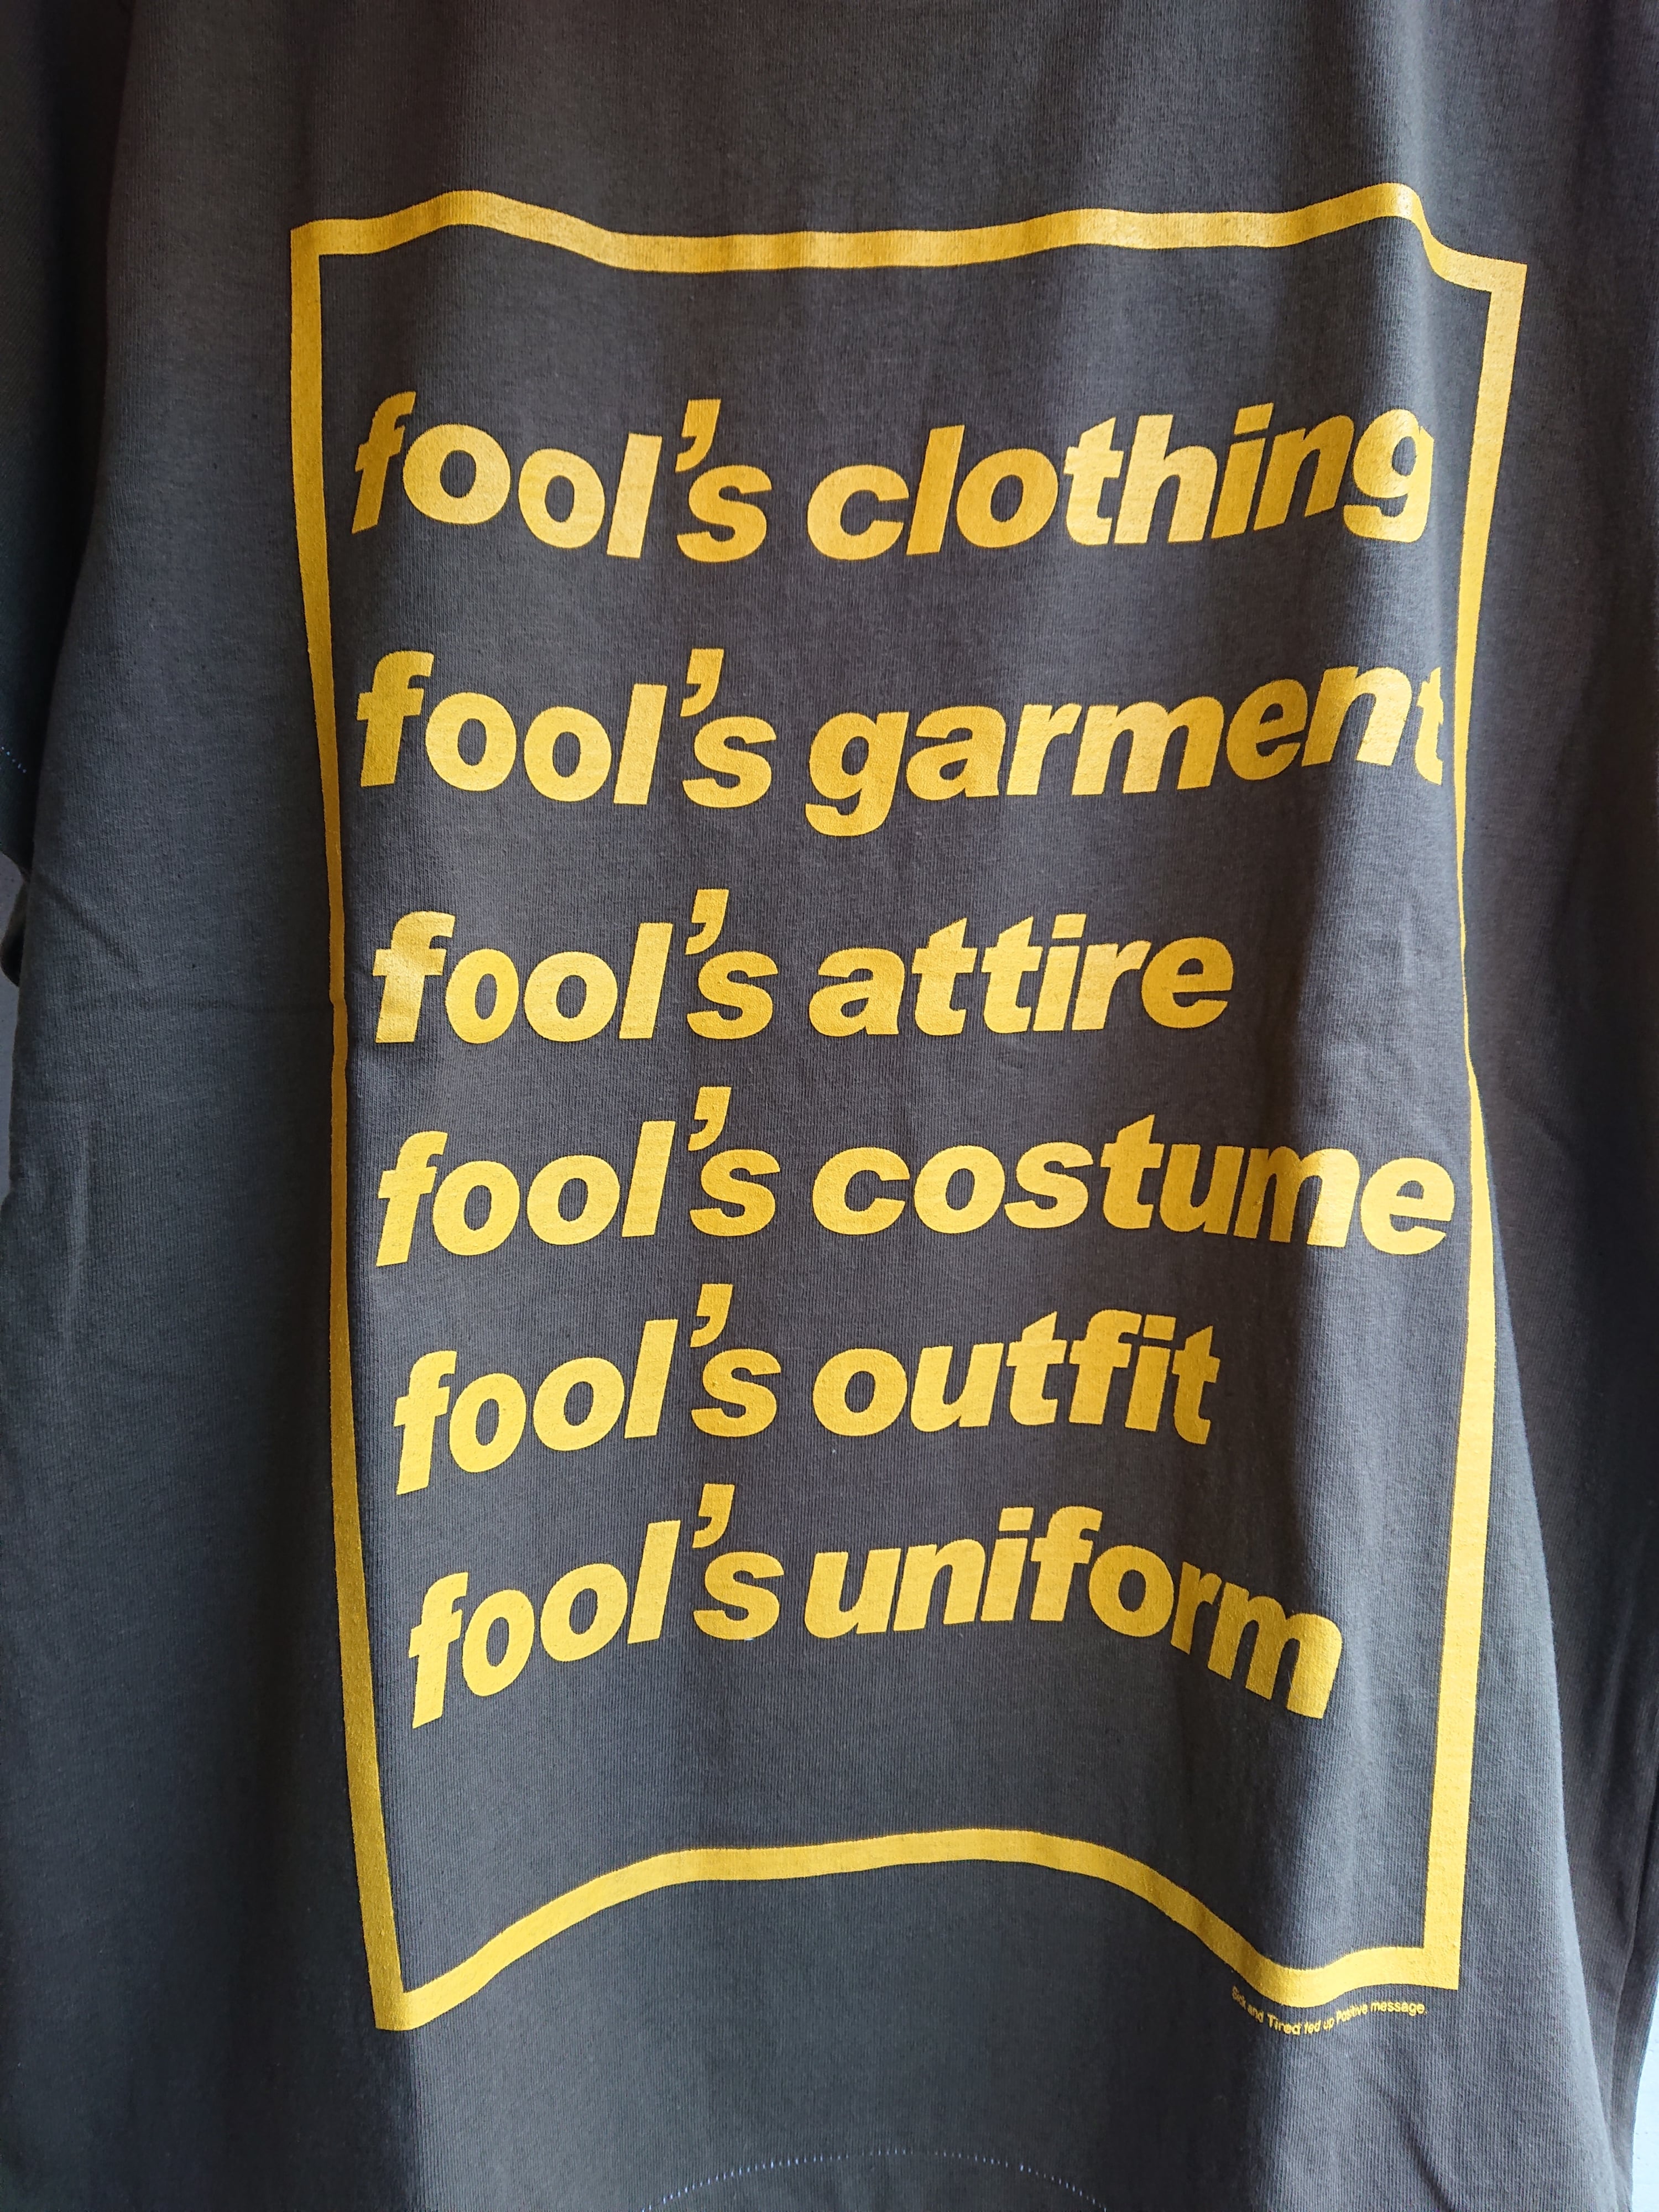 fool's clothing
fool's garment
fool's attire
fool's costume
fool's outfit
fool's uniform
Sick and Tired fed up Positive message.